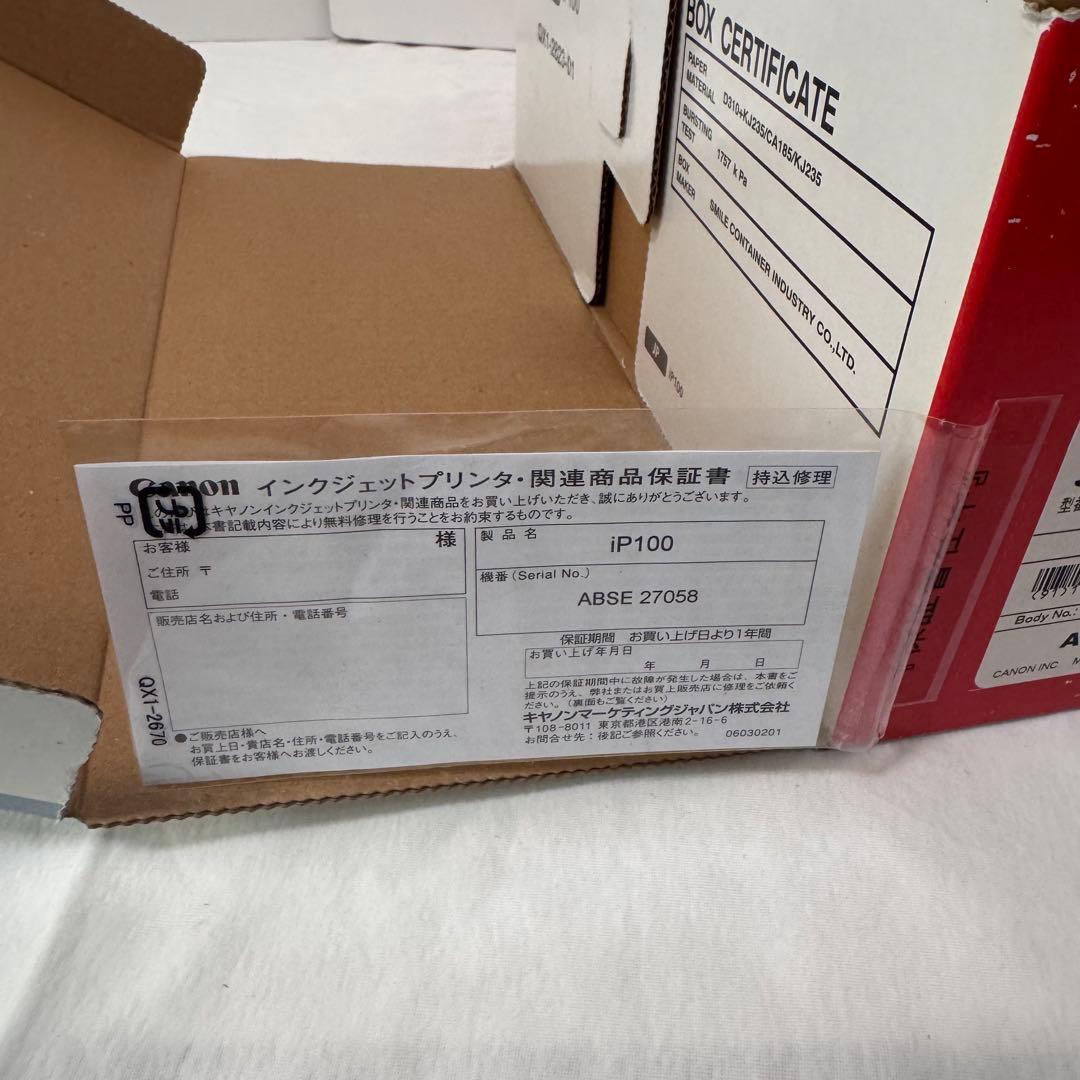 QX1-2823-01
BOX CERTIFICATE
PAPER MATERIAL D310+KJ235/CA185/KJ235
BURSTING TEST 1757 kPa
BOX MAKER SMILE CONTAINER INDUSTRY CO.,LTD.
JP iP100
Canon インクジェットプリンタ・関連商品保証書 持込修理
キヤノンインクジェットプリンタ・関連商品をお買い上げいただき、誠にありがとうございます。
本書記載内容により無料修理を行うことをお約束するものです。
PP
お客様 様
ご住所 〒
電話
販売店名および住所・電話番号
QX1-2670
●ご販売店様へ
お買上日・貴店名・住所・電話番号をご記入のうえ、
保証書をお客様へお渡しください。
製品名 iP100
機番(Serial No.)
ABSE 27058
保証期間 お買い上げ日より1年間
お買い上げ年月日
年 月 日
上記の保証期間中に故障が発生した場合は、本書をご
提示のうえ、弊社またはお買上販売店に修理をご依頼く
ださい。(裏面もご覧ください)
キヤノンマーケティングジャパン株式会社
〒108-8011 東京都港区港南2-16-6
お問合せ先:後記ご参照ください。 06030201
型番
Body No.:
CANON INC